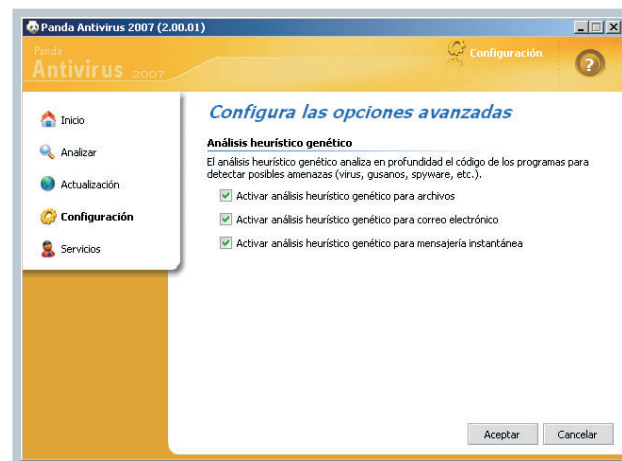 Panda Antivirus 2007 (2.00.01)
Panda
Antivirus 2007
Configuración
?
Inicio
Analizar
Actualización
Configuración
Servicios
Configura las opciones avanzadas
Análisis heurístico genético
El análisis heurístico genético analiza en profundidad el código de los programas para
detectar posibles amenazas (virus, gusanos, spyware, etc.).
Activar análisis heurístico genético para archivos
Activar análisis heurístico genético para correo electrónico
Activar análisis heurístico genético para mensajería instantánea
Aceptar
Cancelar